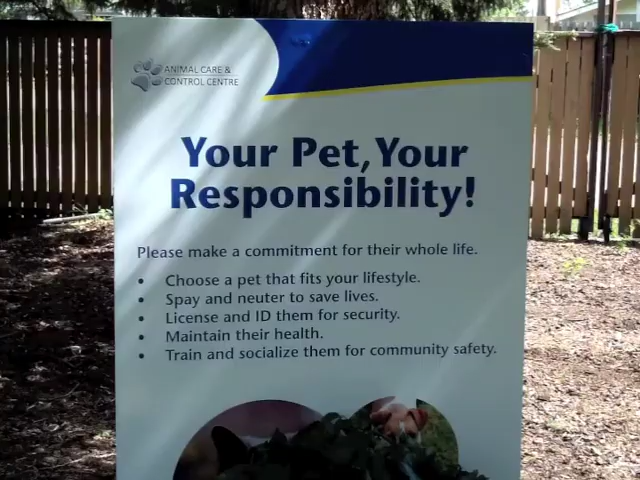 ANIMAL CARE &
CONTROL CENTRE
Your Pet, Your
Responsibility!
Please make a commitment for their whole life.
• Choose a pet that fits your lifestyle.
• Spay and neuter to save lives.
• License and ID them for security.
• Maintain their health.
• Train and socialize them for community safety.